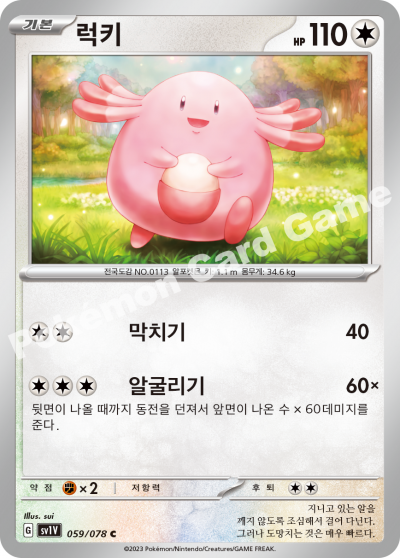 기본 럭키 HP 110
전국도감 NO.0113 알포켓몬 키: 1.1m 몸무게: 34.6kg
Pokémon Card Game
막치기 40
알굴리기 60×
뒷면이 나올 때까지 동전을 던져서 앞면이 나온 수 × 60데미지를
준다.
약점 ×2 저항력 후퇴
Illus. sui
G sv1V 059/078 C
지니고 있는 알을
깨지 않도록 조심해서 걸어 다닌다.
그러나 도망치는 것은 매우 빠르다.
©2023 Pokémon/Nintendo/Creatures/GAME FREAK.